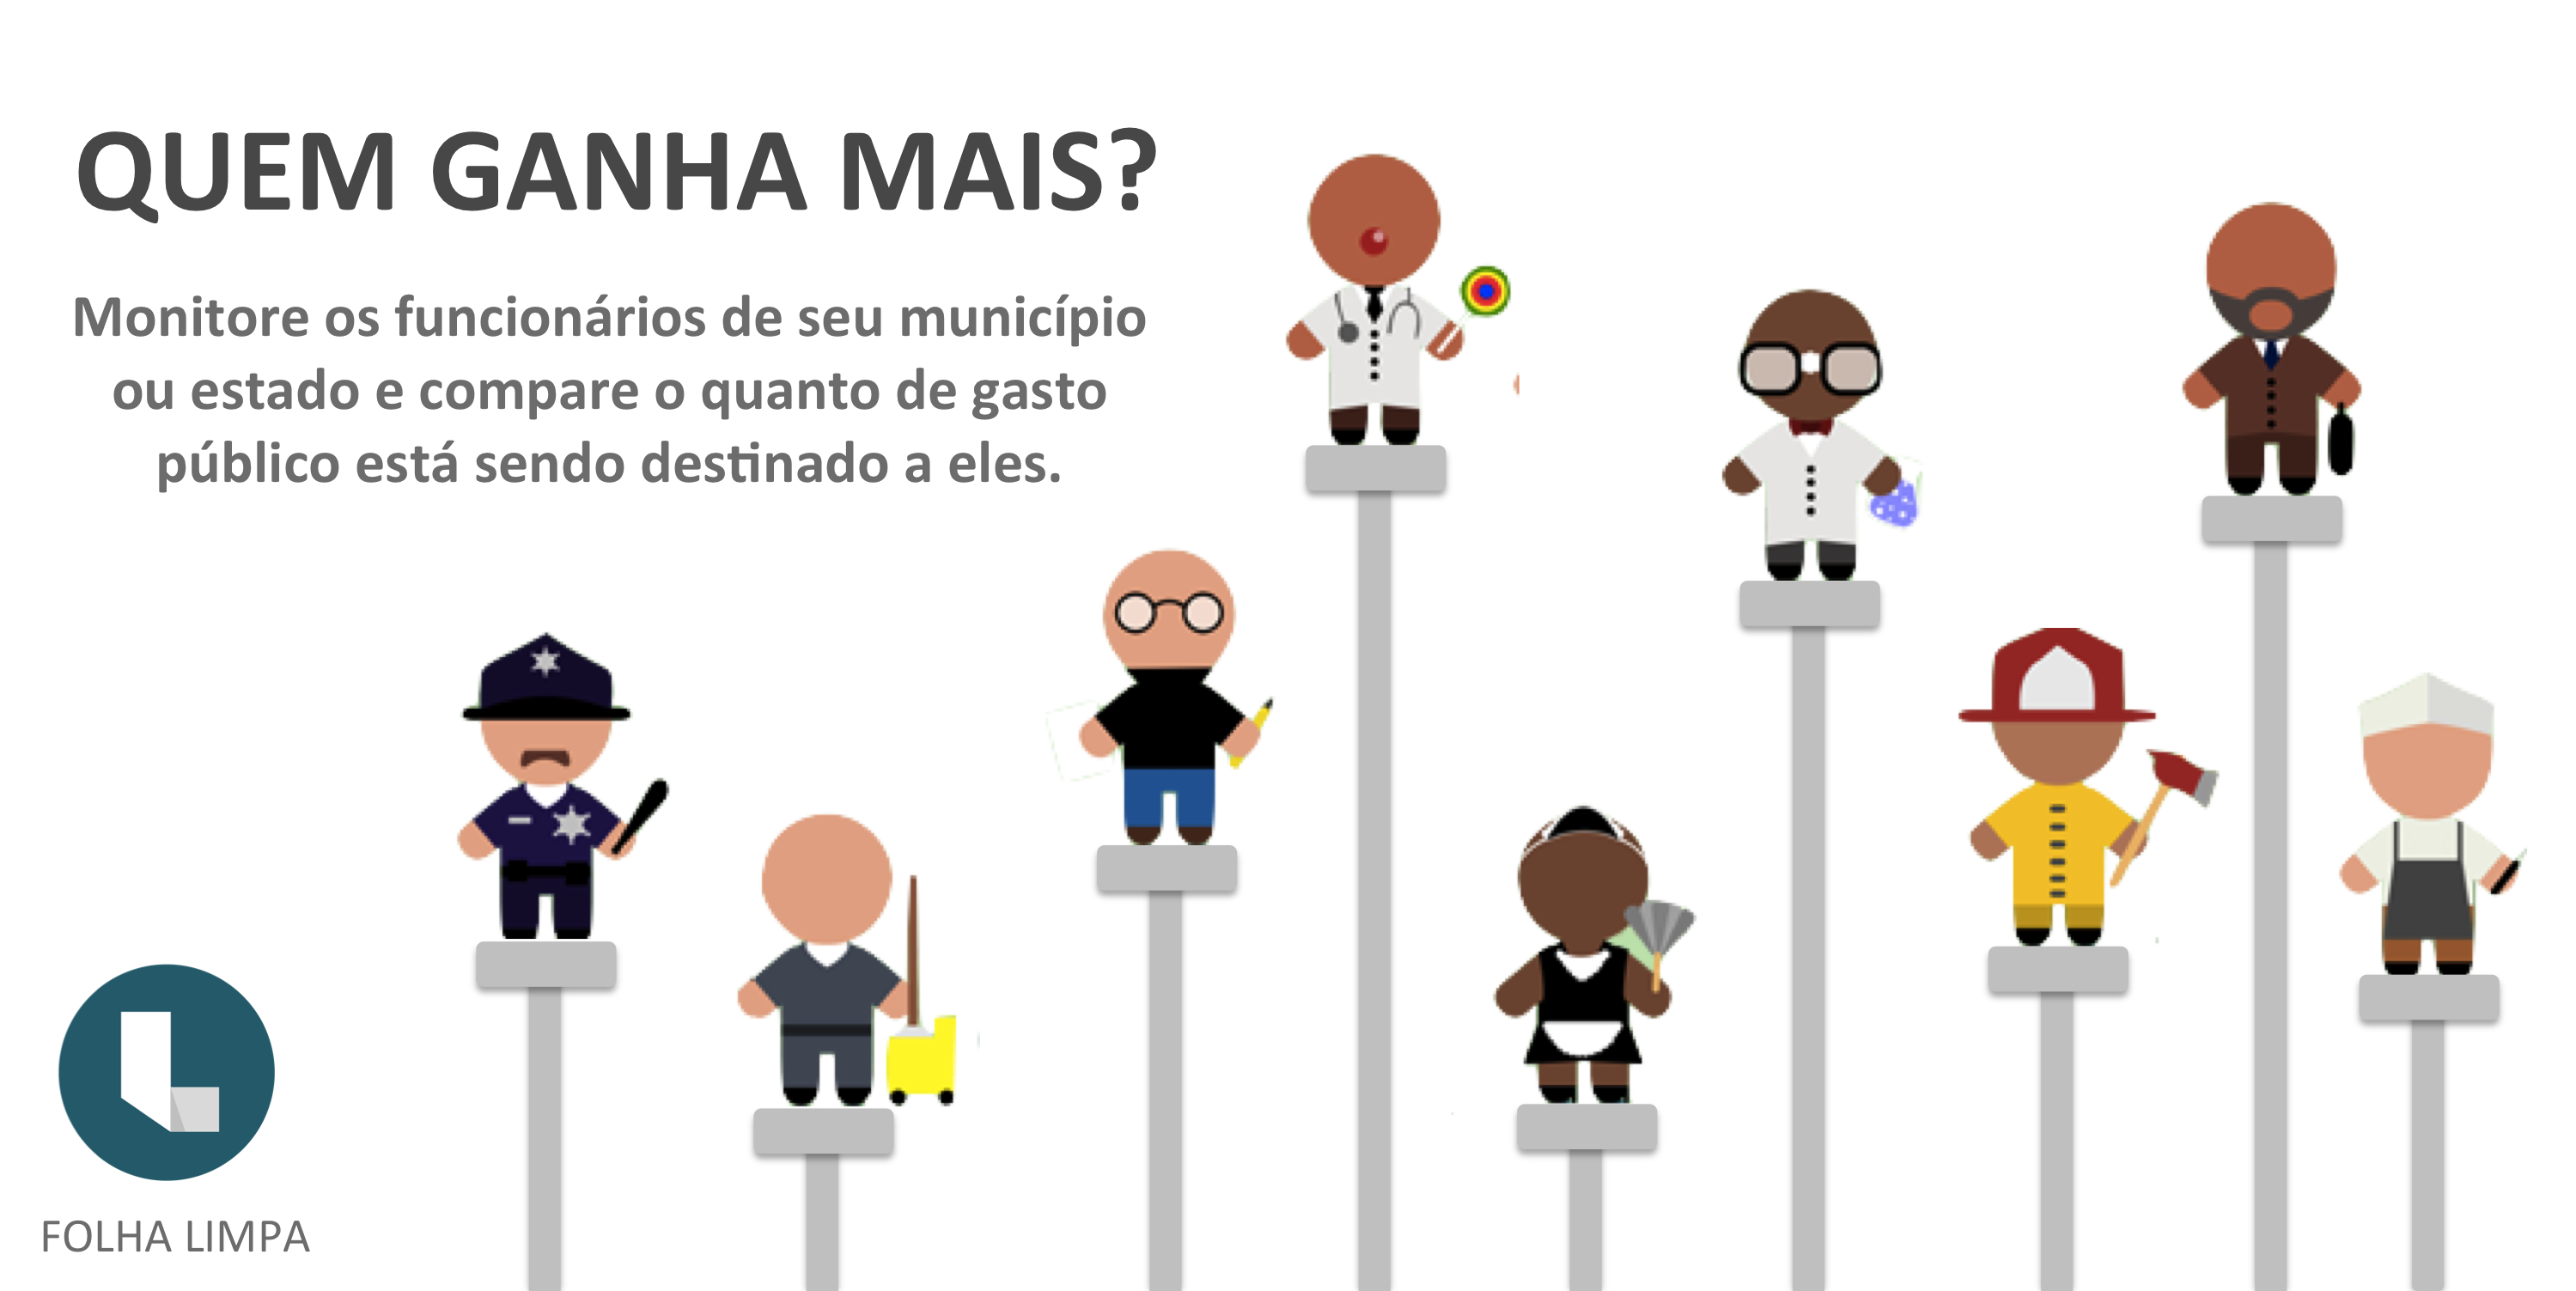 QUEM GANHA MAIS?
Monitore os funcionários de seu município
ou estado e compare o quanto de gasto
público está sendo destinado a eles.
FOLHA LIMPA